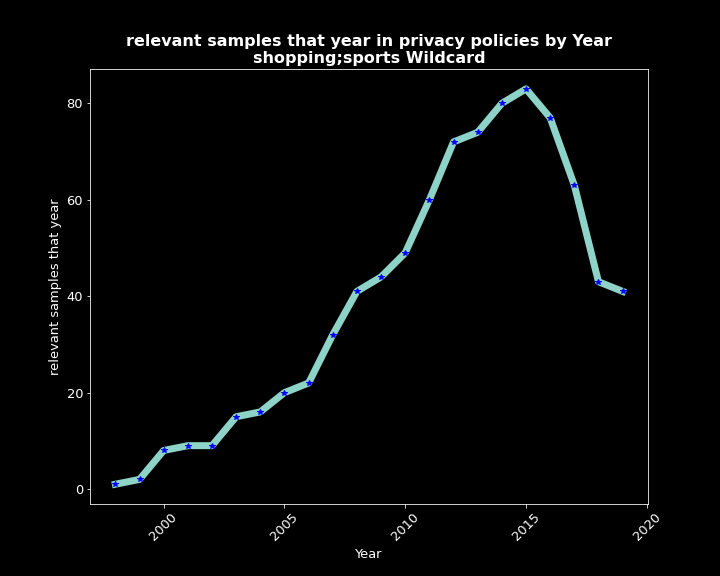 relevant samples that year in privacy policies by Year
shopping;sports Wildcard
relevant samples that year
80
60
40
20
0
2000
2005
2010
2015
2020
Year